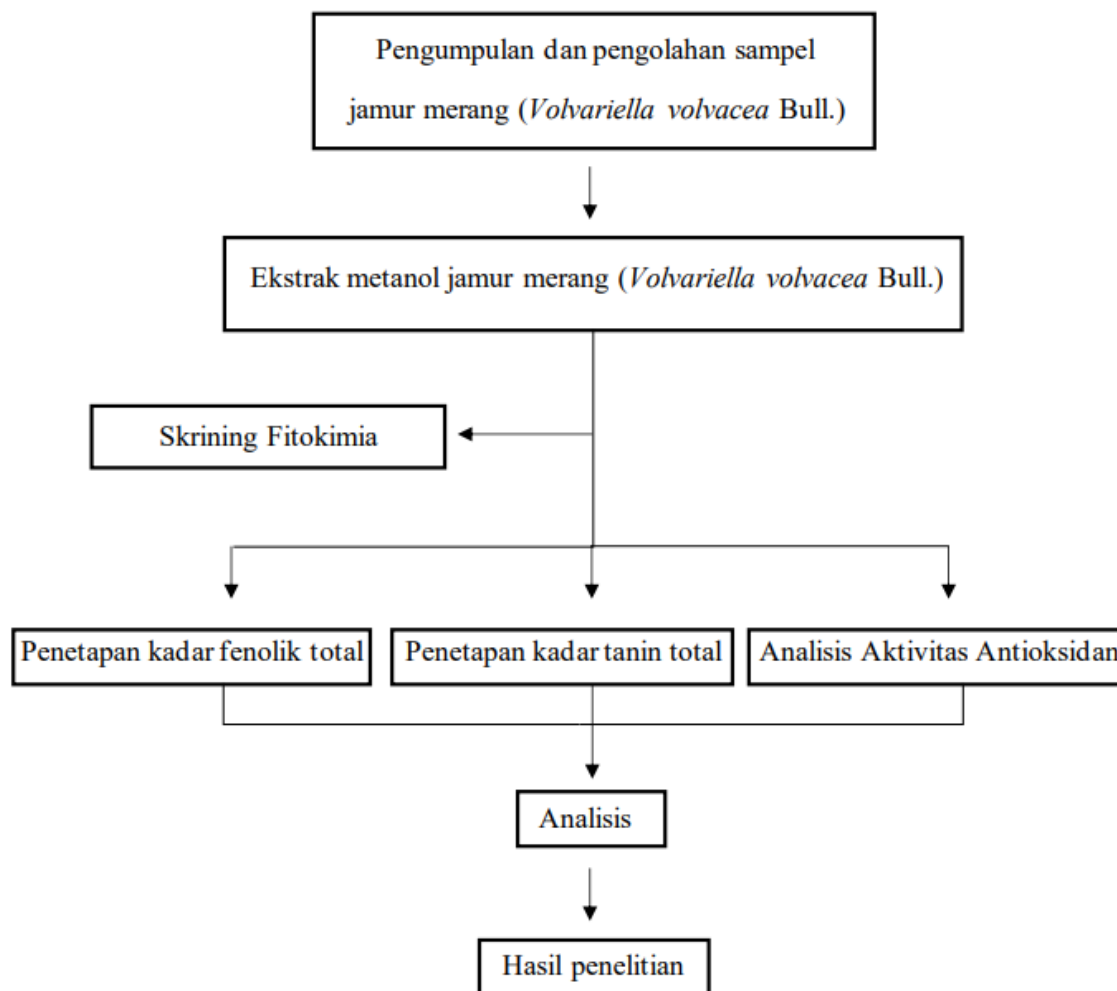 Pengumpulan dan pengolahan sampel
jamur merang (Volvariella volvacea Bull.)
Ekstrak metanol jamur merang (Volvariella volvacea Bull.)
Skrining Fitokimia
Penetapan kadar fenolik total
Penetapan kadar tanin total
Analisis Aktivitas Antioksidan
Analisis
Hasil penelitian